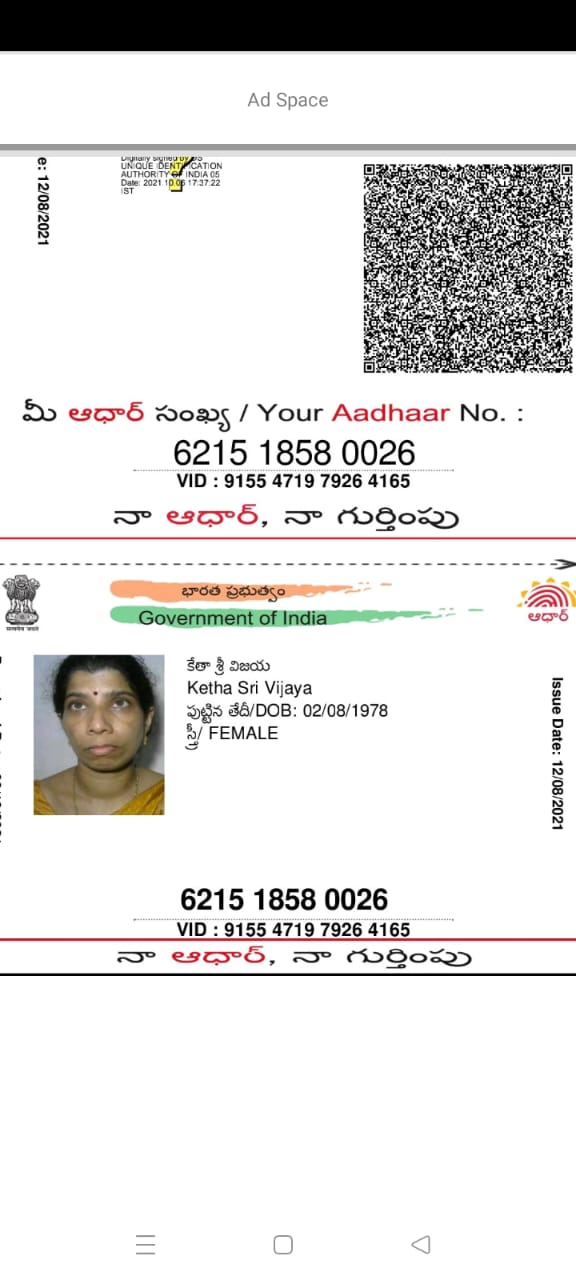 Ad Space
e: 12/08/2021
Digitally signed by DS
UNIQUE IDENTIFICATION
AUTHORITY OF INDIA 05
Date: 2021.10.06 17:37:22
IST
మీ ఆధార్ సంఖ్య / Your Aadhaar No. :
6215 1858 0026
VID : 9155 4719 7926 4165
నా ఆధార్, నా గుర్తింపు
భారత ప్రభుత్వం
Government of India
सत्यमेव जयते
ఆధార్
కేతా శ్రీ విజయ
Ketha Sri Vijaya
పుట్టిన తేదీ/DOB: 02/08/1978
స్త్రీ/ FEMALE
Issue Date: 12/08/2021
6215 1858 0026
VID : 9155 4719 7926 4165
నా ఆధార్, నా గుర్తింపు